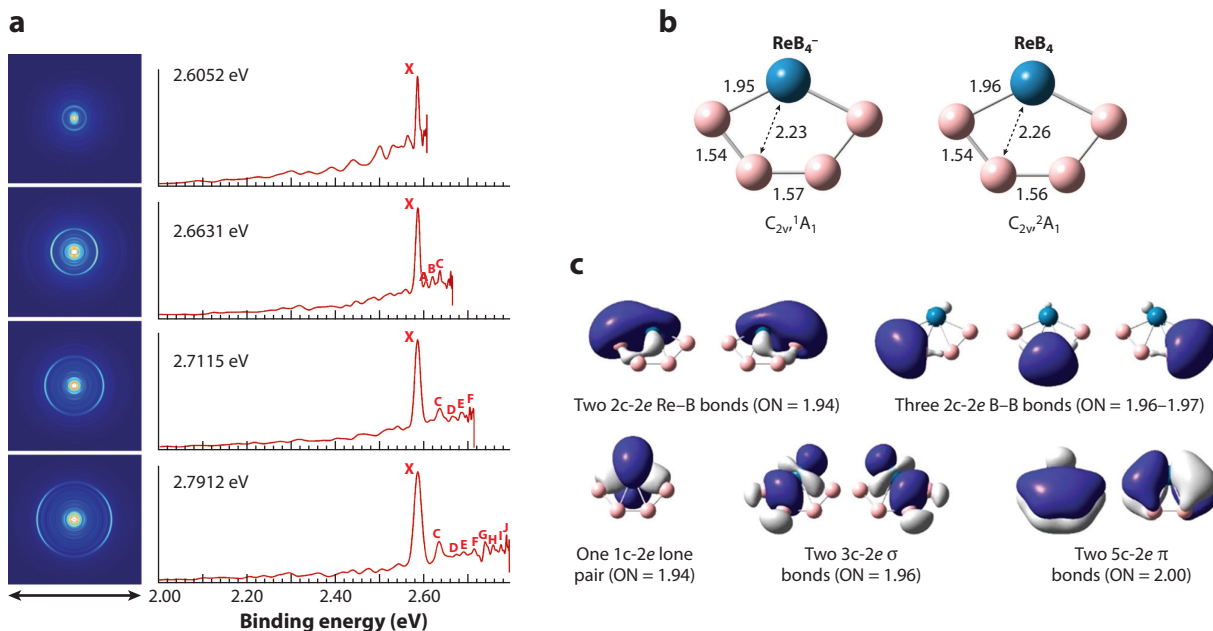 a
2.6052 eV
X
2.6631 eV
X
A B C
2.7115 eV
X
C D E F
2.7912 eV
X
C D E F G H I J
2.00 2.20 2.40 2.60
Binding energy (eV)
b
ReB₄⁻
1.95
2.23
1.54
1.57
C₂ᵥ,¹A₁
ReB₄
1.96
2.26
1.54
1.56
C₂ᵥ,²A₁
c
Two 2c-2e Re–B bonds (ON = 1.94)
Three 2c-2e B–B bonds (ON = 1.96–1.97)
One 1c-2e lone
pair (ON = 1.94)
Two 3c-2e σ
bonds (ON = 1.96)
Two 5c-2e π
bonds (ON = 2.00)